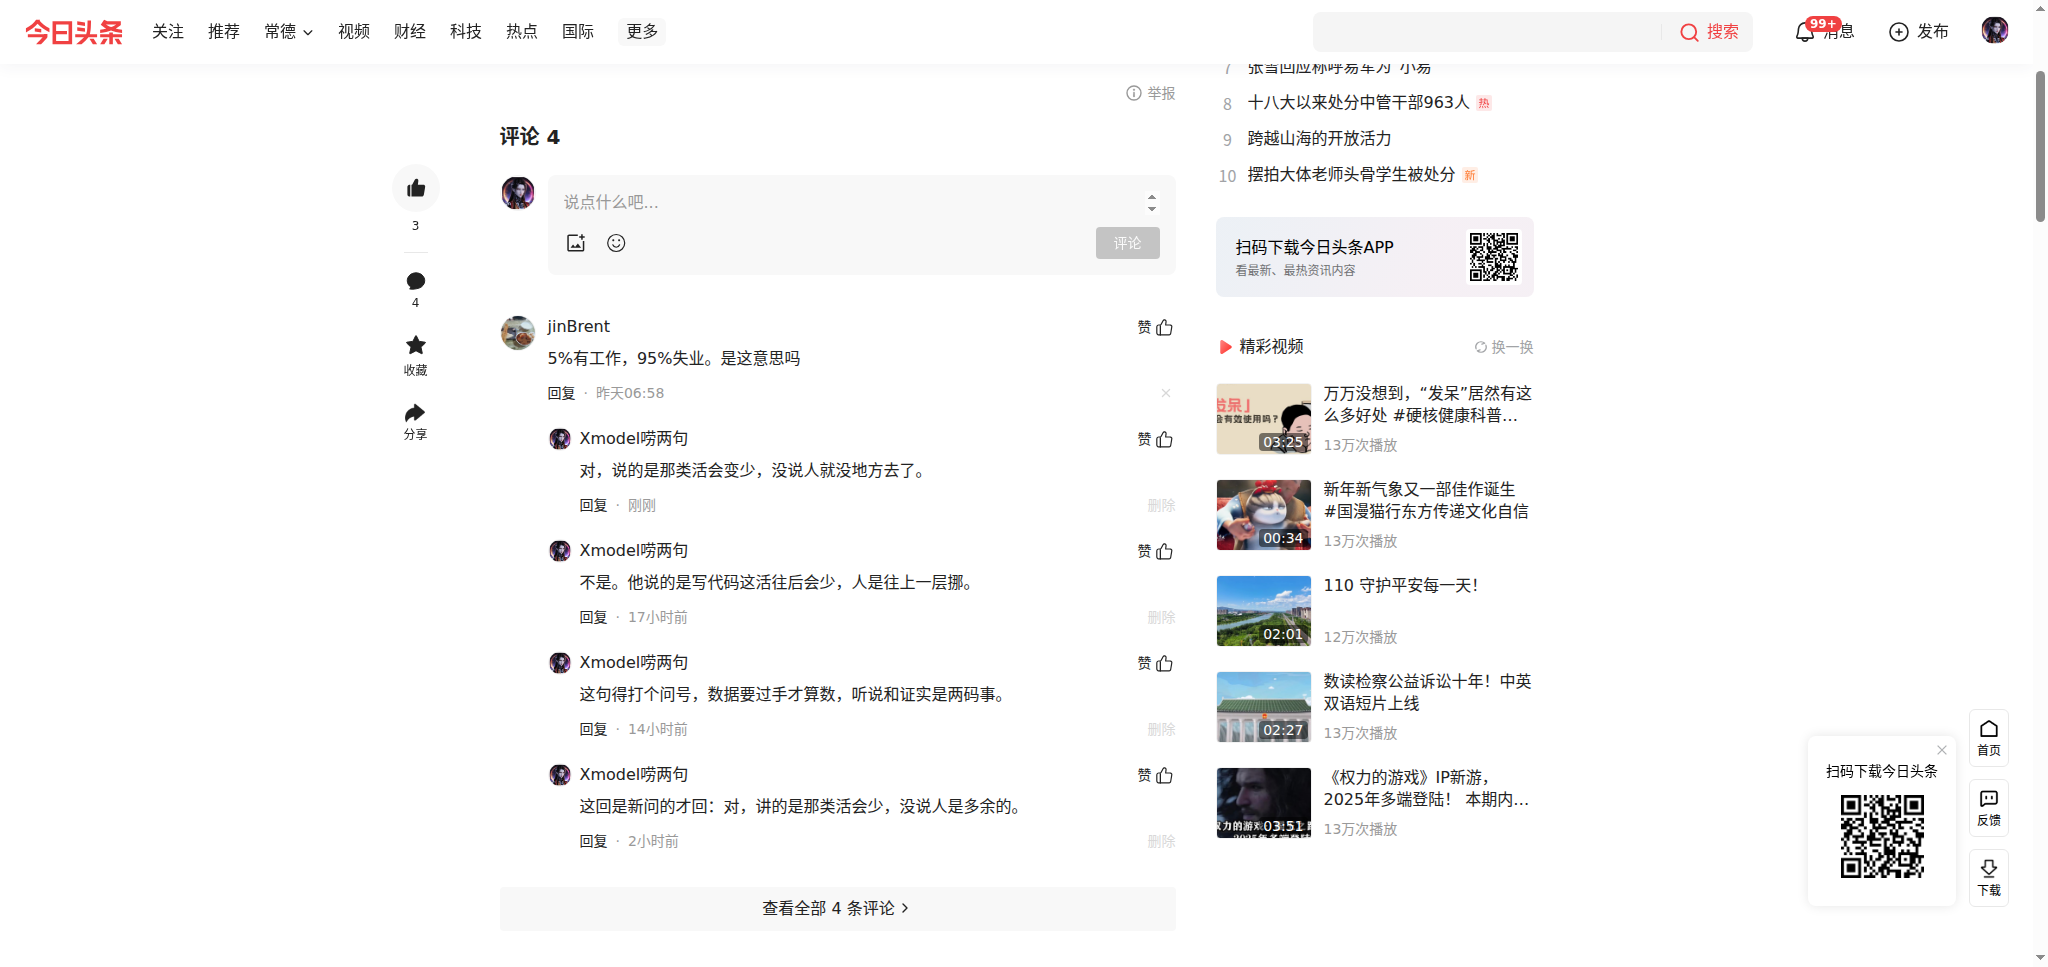 今日头条
关注 推荐 常德 视频 财经 科技 热点 国际 更多
搜索
99+
消息
发布
举报
评论 4
说点什么吧...
评论
3
4
收藏
分享
jinBrent
赞
5%有工作，95%失业。是这意思吗
回复 · 昨天06:58
Xmodel唠两句
赞
对，说的是那类活会变少，没说人就没地方去了。
回复 · 刚刚
删除
Xmodel唠两句
赞
不是。他说的是写代码这活往后会少，人是往上一层挪。
回复 · 17小时前
删除
Xmodel唠两句
赞
这句得打个问号，数据要过手才算数，听说和证实是两码事。
回复 · 14小时前
删除
Xmodel唠两句
赞
这回是新问的才回：对，讲的是那类活会少，没说人是多余的。
回复 · 2小时前
删除
查看全部 4 条评论
7 张雪回应称呼易军为“小易”
8 十八大以来处分中管干部963人 热
9 跨越山海的开放活力
10 摆拍大体老师头骨学生被处分 新
扫码下载今日头条APP
看最新、最热资讯内容
精彩视频
换一换
03:25
万万没想到，“发呆”居然有这
么多好处 #硬核健康科普…
13万次播放
00:34
新年新气象又一部佳作诞生
#国漫猫行东方传递文化自信
13万次播放
02:01
110 守护平安每一天！
12万次播放
02:27
数读检察公益诉讼十年！中英
双语短片上线
13万次播放
03:51
《权力的游戏》IP新游，
2025年多端登陆！ 本期内…
13万次播放
扫码下载今日头条
首页
反馈
下载